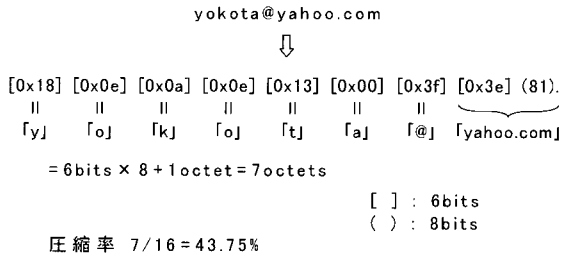 yokota@yahoo.com
⇩
[0x18] [0x0e] [0x0a] [0x0e] [0x13] [0x00] [0x3f] [0x3e] (81).
「y」 「o」 「k」 「o」 「t」 「a」 「@」 「yahoo.com」
=6bits×8+1octet=7octets
[ ] : 6bits
( ) : 8bits
圧縮率 7/16=43.75%